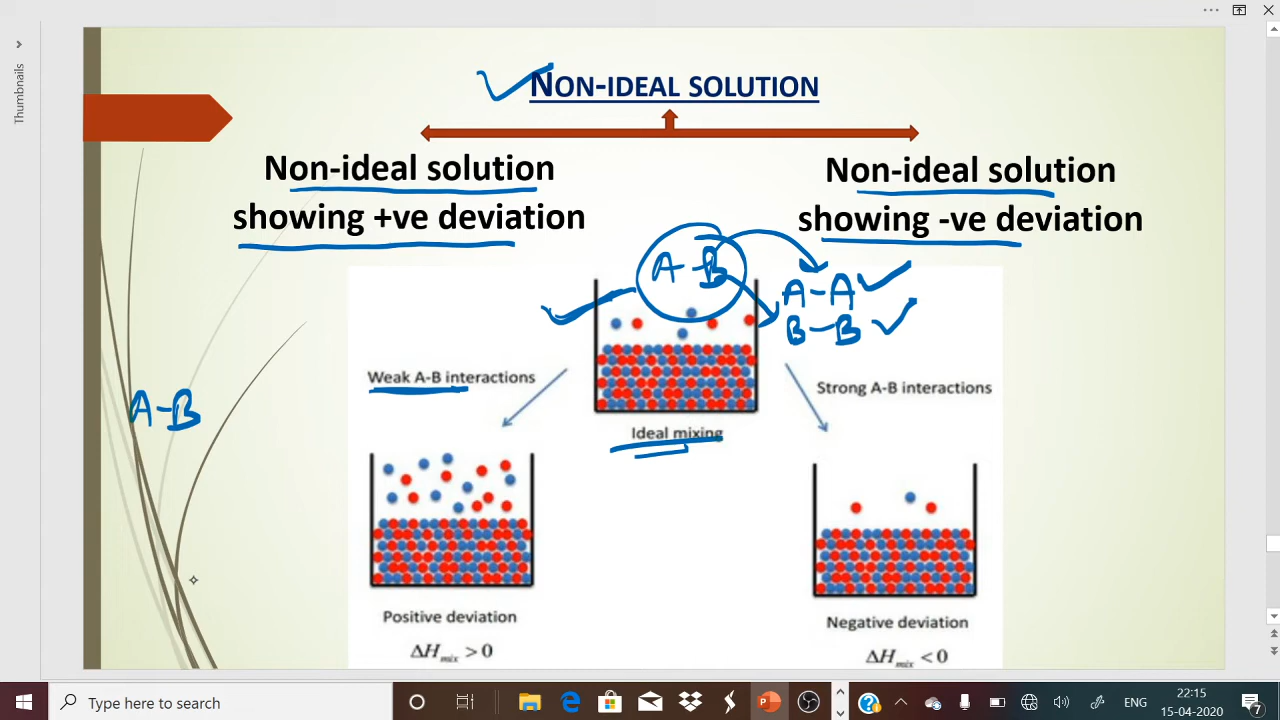 Thumbnails
NON-IDEAL SOLUTION
Non-ideal solution
showing +ve deviation
Non-ideal solution
showing -ve deviation
A-B
A-A
B-B
Weak A-B interactions
Strong A-B interactions
A-B
Ideal mixing
Positive deviation
ΔHmix > 0
Negative deviation
ΔHmix < 0
Type here to search
ENG
22:15
15-04-2020
7